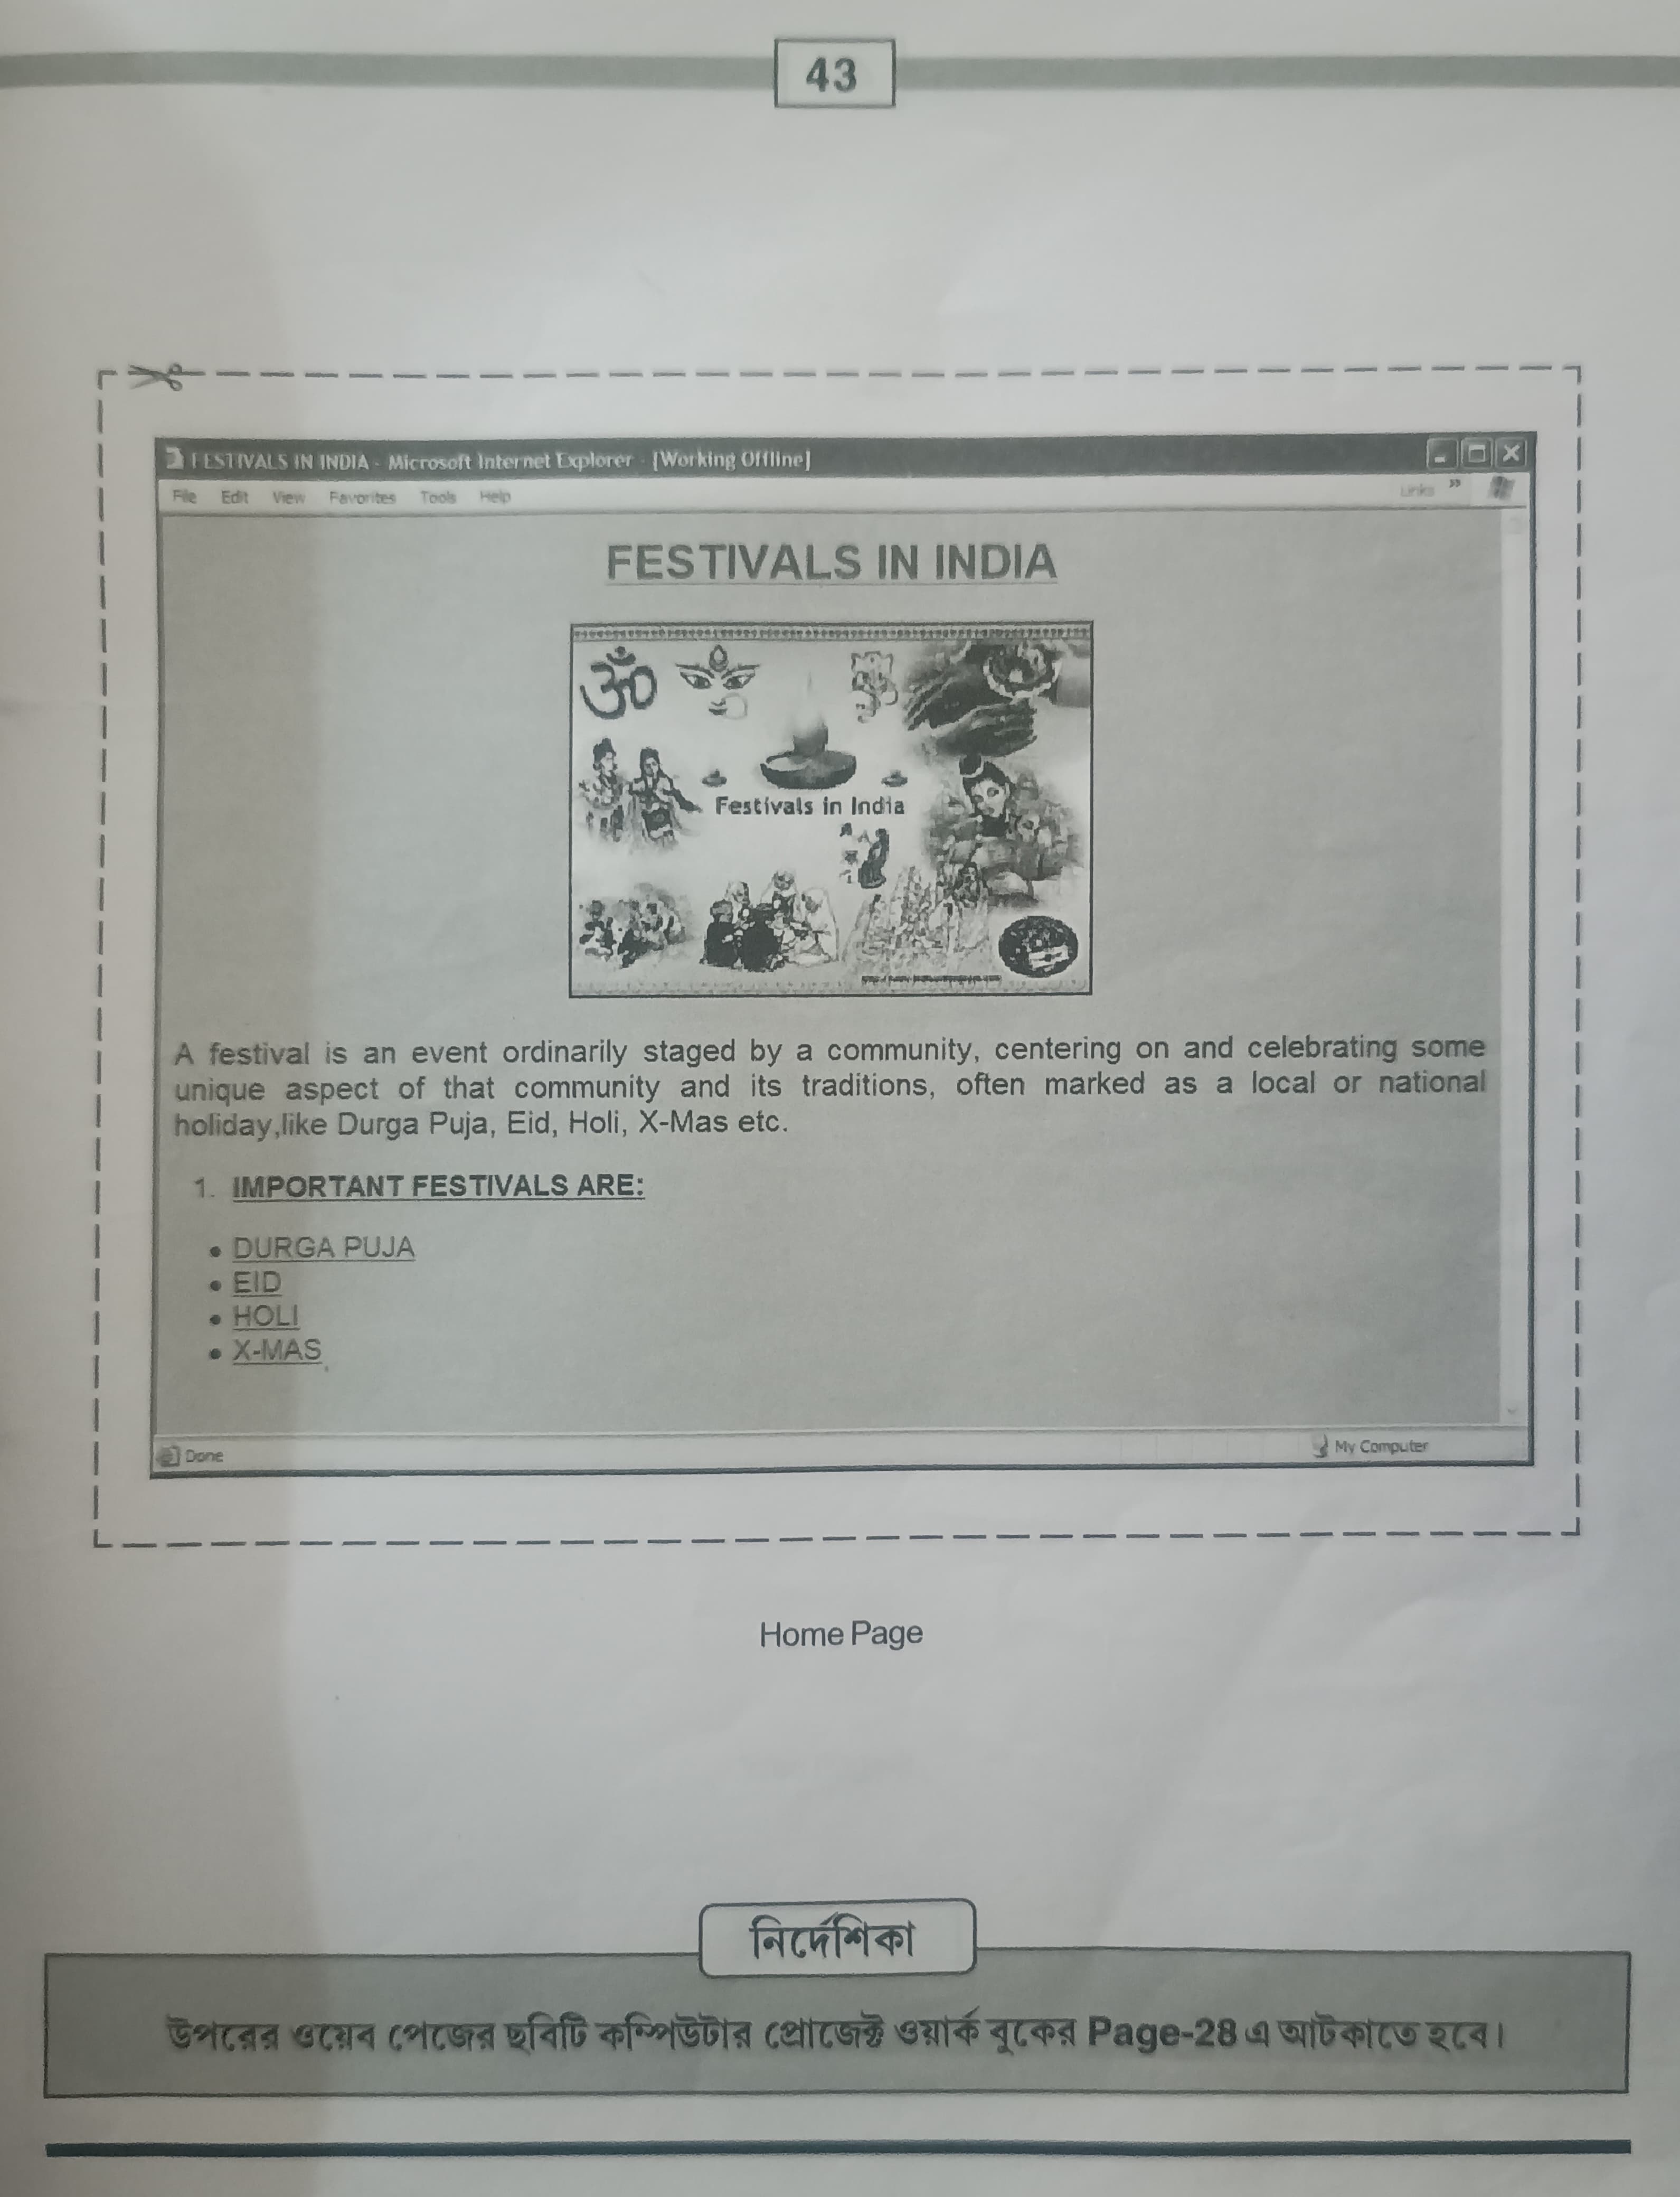 43
FESTIVALS IN INDIA - Microsoft Internet Explorer - [Working Offline]
File Edit View Favorites Tools Help Links »
FESTIVALS IN INDIA
ॐ
Festivals in India
A festival is an event ordinarily staged by a community, centering on and celebrating some
unique aspect of that community and its traditions, often marked as a local or national
holiday,like Durga Puja, Eid, Holi, X-Mas etc.
1. IMPORTANT FESTIVALS ARE:
• DURGA PUJA
• EID
• HOLI
• X-MAS
Done My Computer
Home Page
নির্দেশিকা
উপরের ওয়েব পেজের ছবিটি কম্পিউটার প্রোজেক্ট ওয়ার্ক বুকের Page-28 এ আটকাতে হবে।